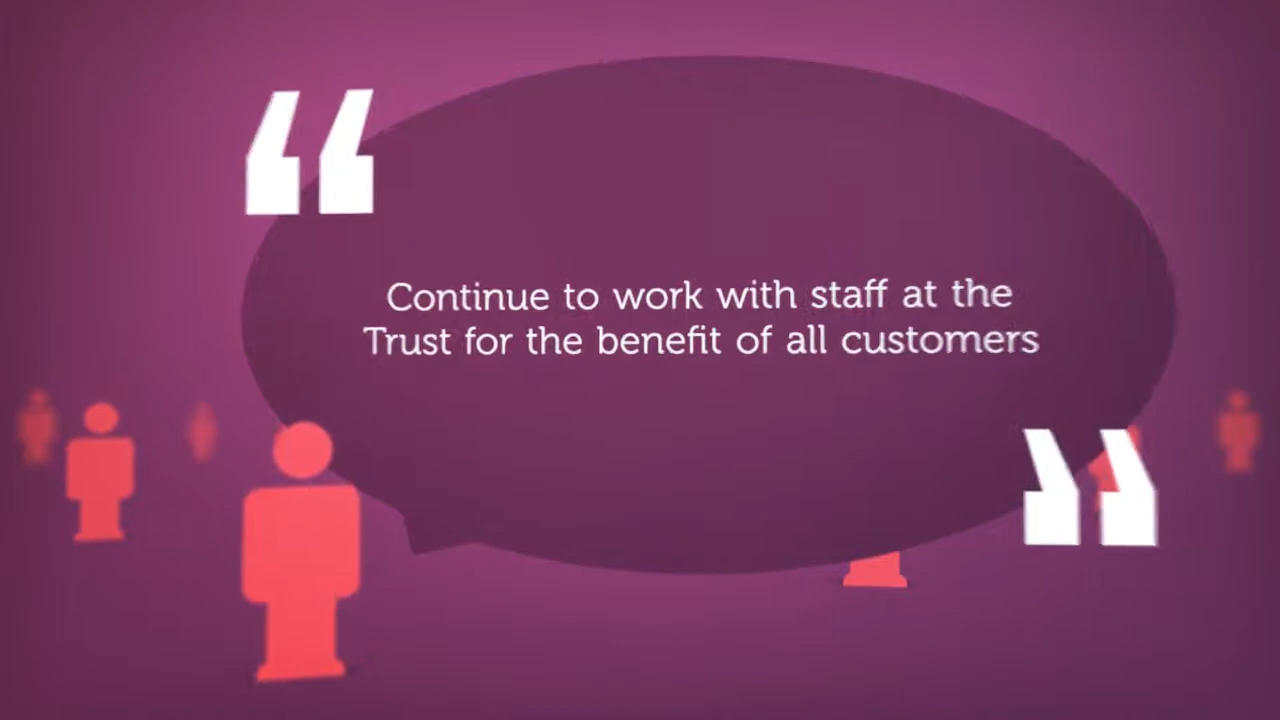 “
Continue to work with staff at the
Trust for the benefit of all customers
”